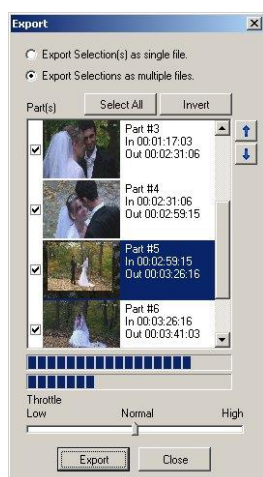 Export
Export Selection(s) as single file.
Export Selections as multiple files.
Part(s)
Select All
Invert
Part #3
In 00:01:17:03
Out 00:02:31:06
Part #4
In 00:02:31:06
Out 00:02:59:15
Part #5
In 00:02:59:15
Out 00:03:26:16
Part #6
In 00:03:26:16
Out 00:03:41:03
Throttle
Low Normal High
Export Close